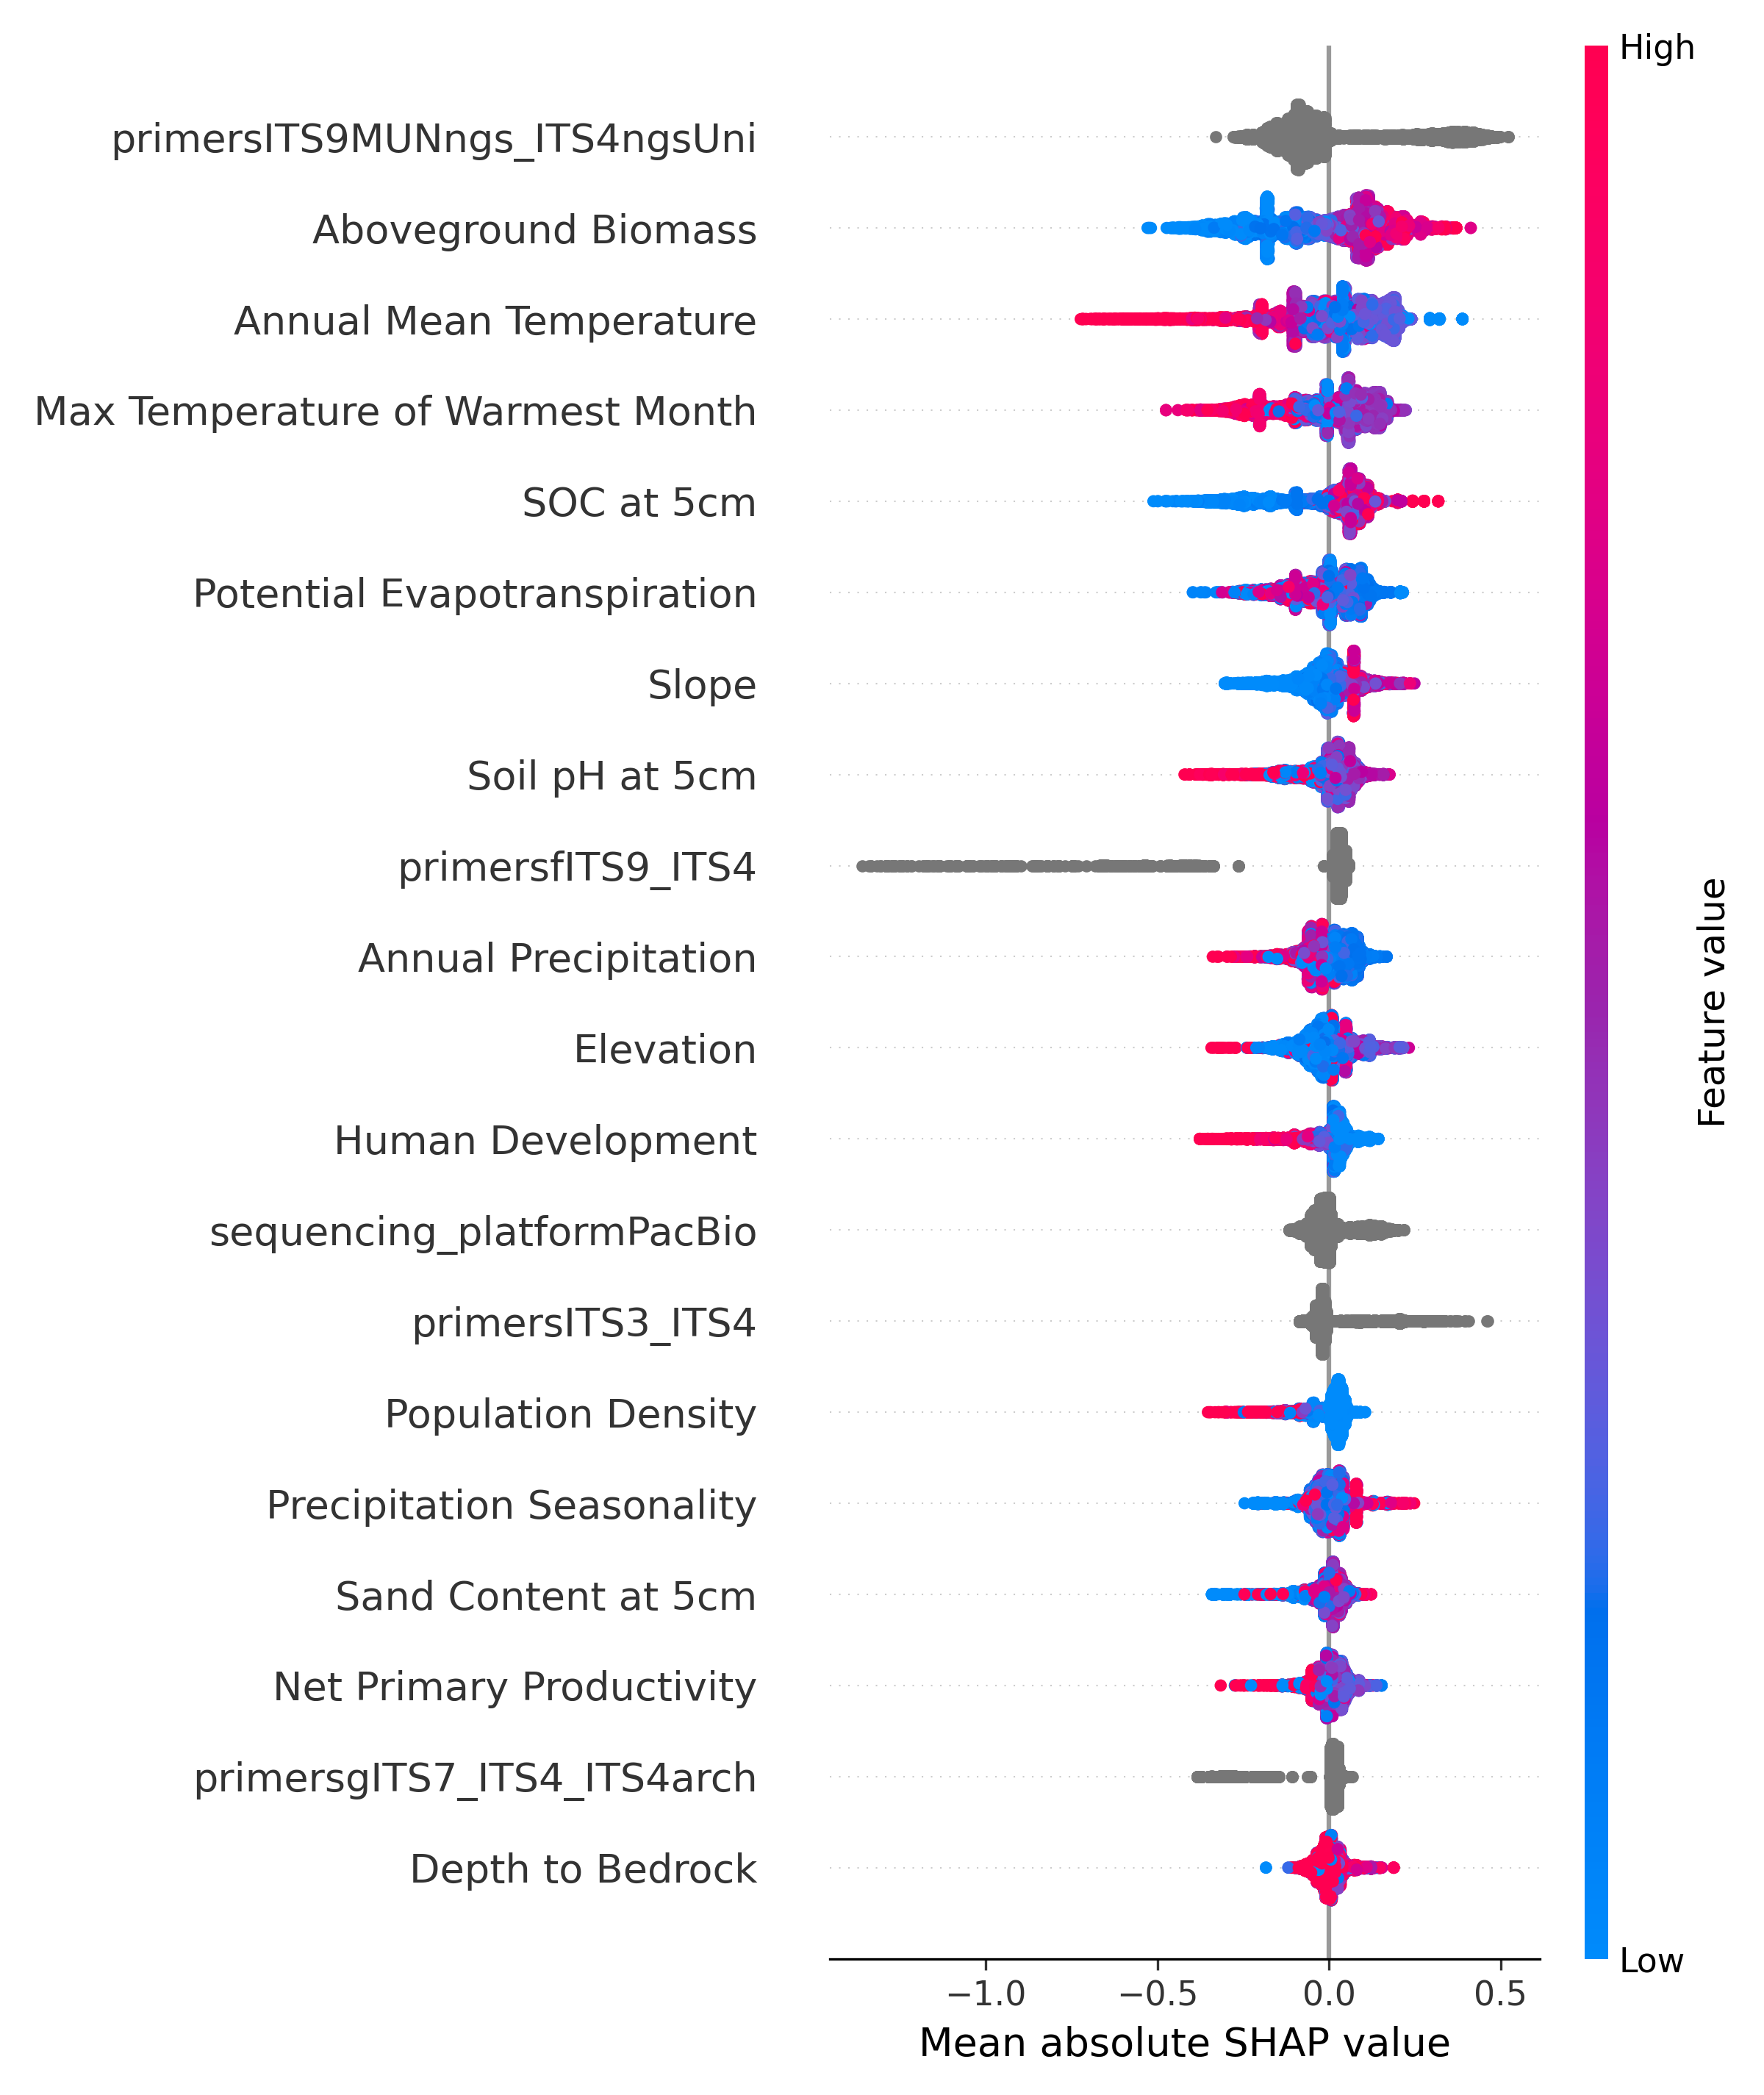 High
primersITS9MUNngs_ITS4ngsUni
Aboveground Biomass
Annual Mean Temperature
Max Temperature of Warmest Month
SOC at 5cm
Potential Evapotranspiration
Slope
Soil pH at 5cm
primersfITS9_ITS4
Annual Precipitation
Elevation
Human Development
sequencing_platformPacBio
primersITS3_ITS4
Population Density
Precipitation Seasonality
Sand Content at 5cm
Net Primary Productivity
primersgITS7_ITS4_ITS4arch
Depth to Bedrock
Feature value
Low
−1.0 −0.5 0.0 0.5
Mean absolute SHAP value